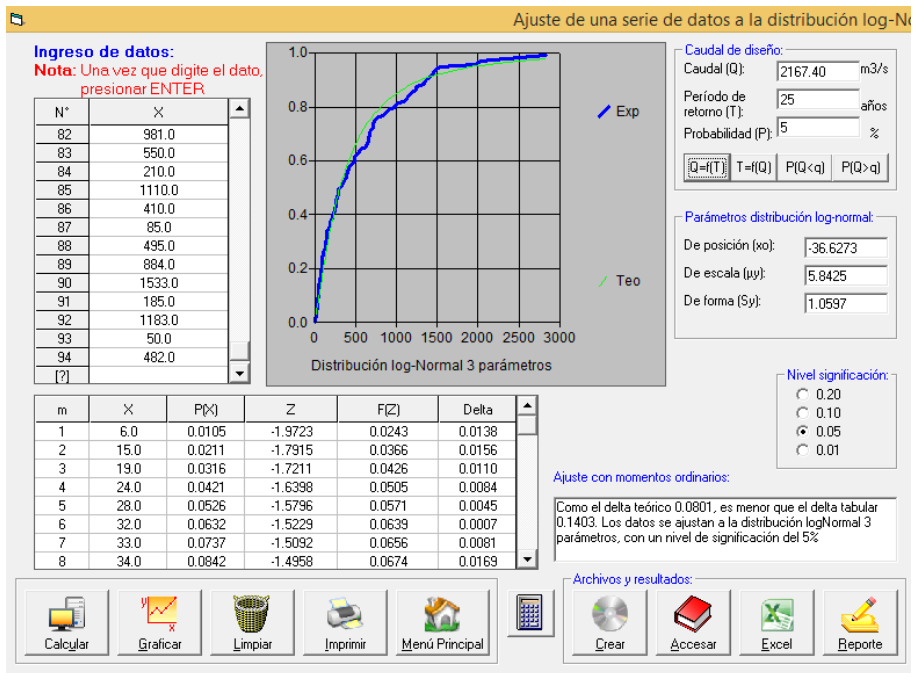 Ajuste de una serie de datos a la distribución log-No
Ingreso de datos:
Nota: Una vez que digite el dato,
presionar ENTER
N° X
82 981.0
83 550.0
84 210.0
85 1110.0
86 410.0
87 85.0
88 495.0
89 884.0
90 1533.0
91 185.0
92 1183.0
93 50.0
94 482.0
[?]
1.0
0.8
0.6
0.4
0.2
0.0
0 500 1000 1500 2000 2500 3000
Distribución log-Normal 3 parámetros
Exp
Teo
Caudal de diseño:
Caudal (Q): 2167.40 m3/s
Período de
retorno (T): 25 años
Probabilidad (P): 5 %
Q=f(T) T=f(Q) P(Q<q) P(Q>q)
Parámetros distribución log-normal:
De posición (xo): -36.6273
De escala (µy): 5.8425
De forma (Sy): 1.0597
Nivel significación:
0.20
0.10
0.05
0.01
m X P(X) Z F(Z) Delta
1 6.0 0.0105 -1.9723 0.0243 0.0138
2 15.0 0.0211 -1.7915 0.0366 0.0156
3 19.0 0.0316 -1.7211 0.0426 0.0110
4 24.0 0.0421 -1.6398 0.0505 0.0084
5 28.0 0.0526 -1.5796 0.0571 0.0045
6 32.0 0.0632 -1.5229 0.0639 0.0007
7 33.0 0.0737 -1.5092 0.0656 0.0081
8 34.0 0.0842 -1.4958 0.0674 0.0169
Ajuste con momentos ordinarios:
Como el delta teórico 0.0801, es menor que el delta tabular
0.1403. Los datos se ajustan a la distribución logNormal 3
parámetros, con un nivel de significación del 5%
Calcular Graficar Limpiar Imprimir Menú Principal
Archivos y resultados:
Crear Accesar Excel Reporte